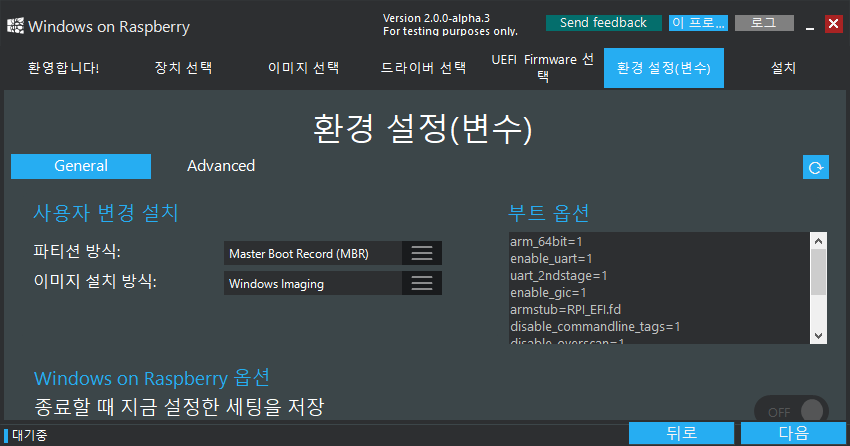 Windows on Raspberry
Version 2.0.0-alpha.3
For testing purposes only.
Send feedback
이 프로...
로그
환영합니다!
장치 선택
이미지 선택
드라이버 선택
UEFI Firmware 선
택
환경 설정(변수)
설치
환경 설정(변수)
General
Advanced
사용자 변경 설치
파티션 방식:
Master Boot Record (MBR)
이미지 설치 방식:
Windows Imaging
부트 옵션
arm_64bit=1
enable_uart=1
uart_2ndstage=1
enable_gic=1
armstub=RPI_EFI.fd
disable_commandline_tags=1
disable_overscan=1
Windows on Raspberry 옵션
종료할 때 지금 설정한 세팅을 저장
OFF
대기중
뒤로
다음